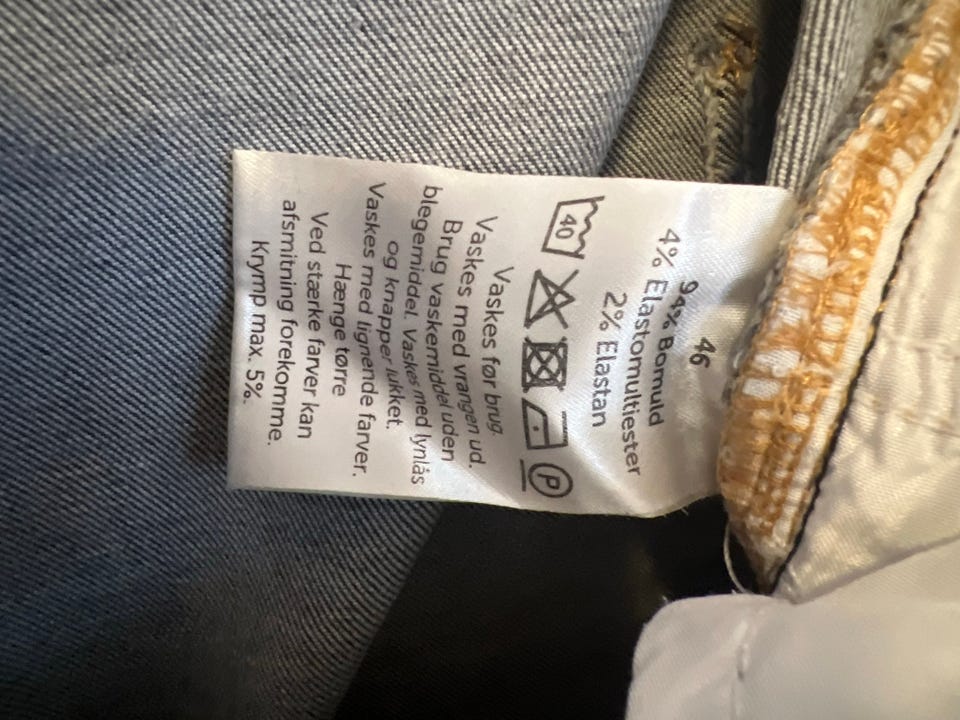 46
94% Bomuld
4% Elastomultiester
2% Elastan
40
P
Vaskes før brug.
Vaskes med vrangen ud.
Brug vaskemiddel uden
blegemiddel. Vaskes med lynlås
og knapper lukket.
Vaskes med lignende farver.
Hænge tørre
Ved stærke farver kan
afsmitning forekomme.
Krymp max. 5%.